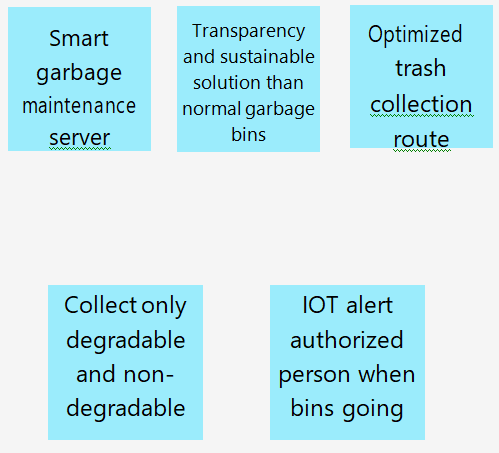 Smart
garbage
maintenance
server
Transparency
and sustainable
solution than
normal garbage
bins
Optimized
trash
collection
route
Collect only
degradable
and non-
degradable
IOT alert
authorized
person when
bins going